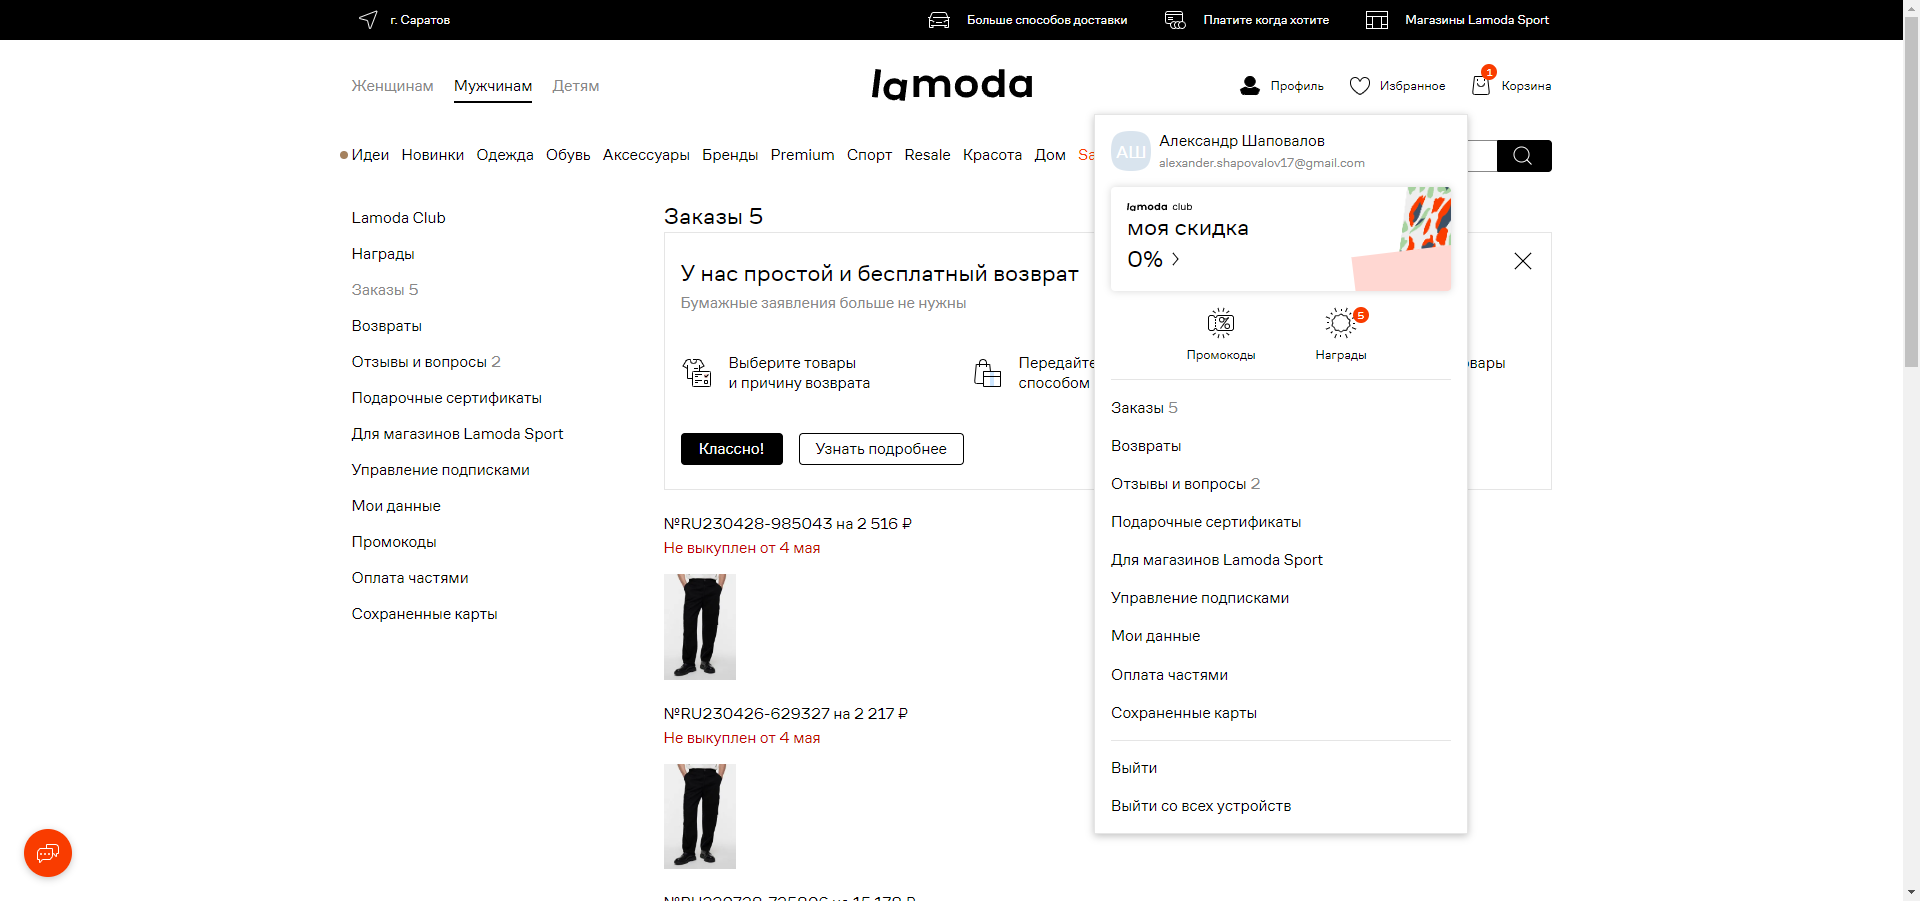 г. Саратов
Больше способов доставки
Платите когда хотите
Магазины Lamoda Sport
Женщинам
Мужчинам
Детям
lamoda
Профиль
Избранное
1
Корзина
Идеи
Новинки
Одежда
Обувь
Аксессуары
Бренды
Premium
Спорт
Resale
Красота
Дом
Sa
Lamoda Club
Награды
Заказы 5
Возвраты
Отзывы и вопросы 2
Подарочные сертификаты
Для магазинов Lamoda Sport
Управление подписками
Мои данные
Промокоды
Оплата частями
Сохраненные карты
Заказы 5
У нас простой и бесплатный возврат
Бумажные заявления больше не нужны
Выберите товары
и причину возврата
Передайте
способом
вары
Классно!
Узнать подробнее
№RU230428-985043 на 2 516 ₽
Не выкуплен от 4 мая
№RU230426-629327 на 2 217 ₽
Не выкуплен от 4 мая
АШ
Александр Шаповалов
alexander.shapovalov17@gmail.com
lamoda club
моя скидка
0%
Промокоды
5
Награды
Заказы 5
Возвраты
Отзывы и вопросы 2
Подарочные сертификаты
Для магазинов Lamoda Sport
Управление подписками
Мои данные
Оплата частями
Сохраненные карты
Выйти
Выйти со всех устройств